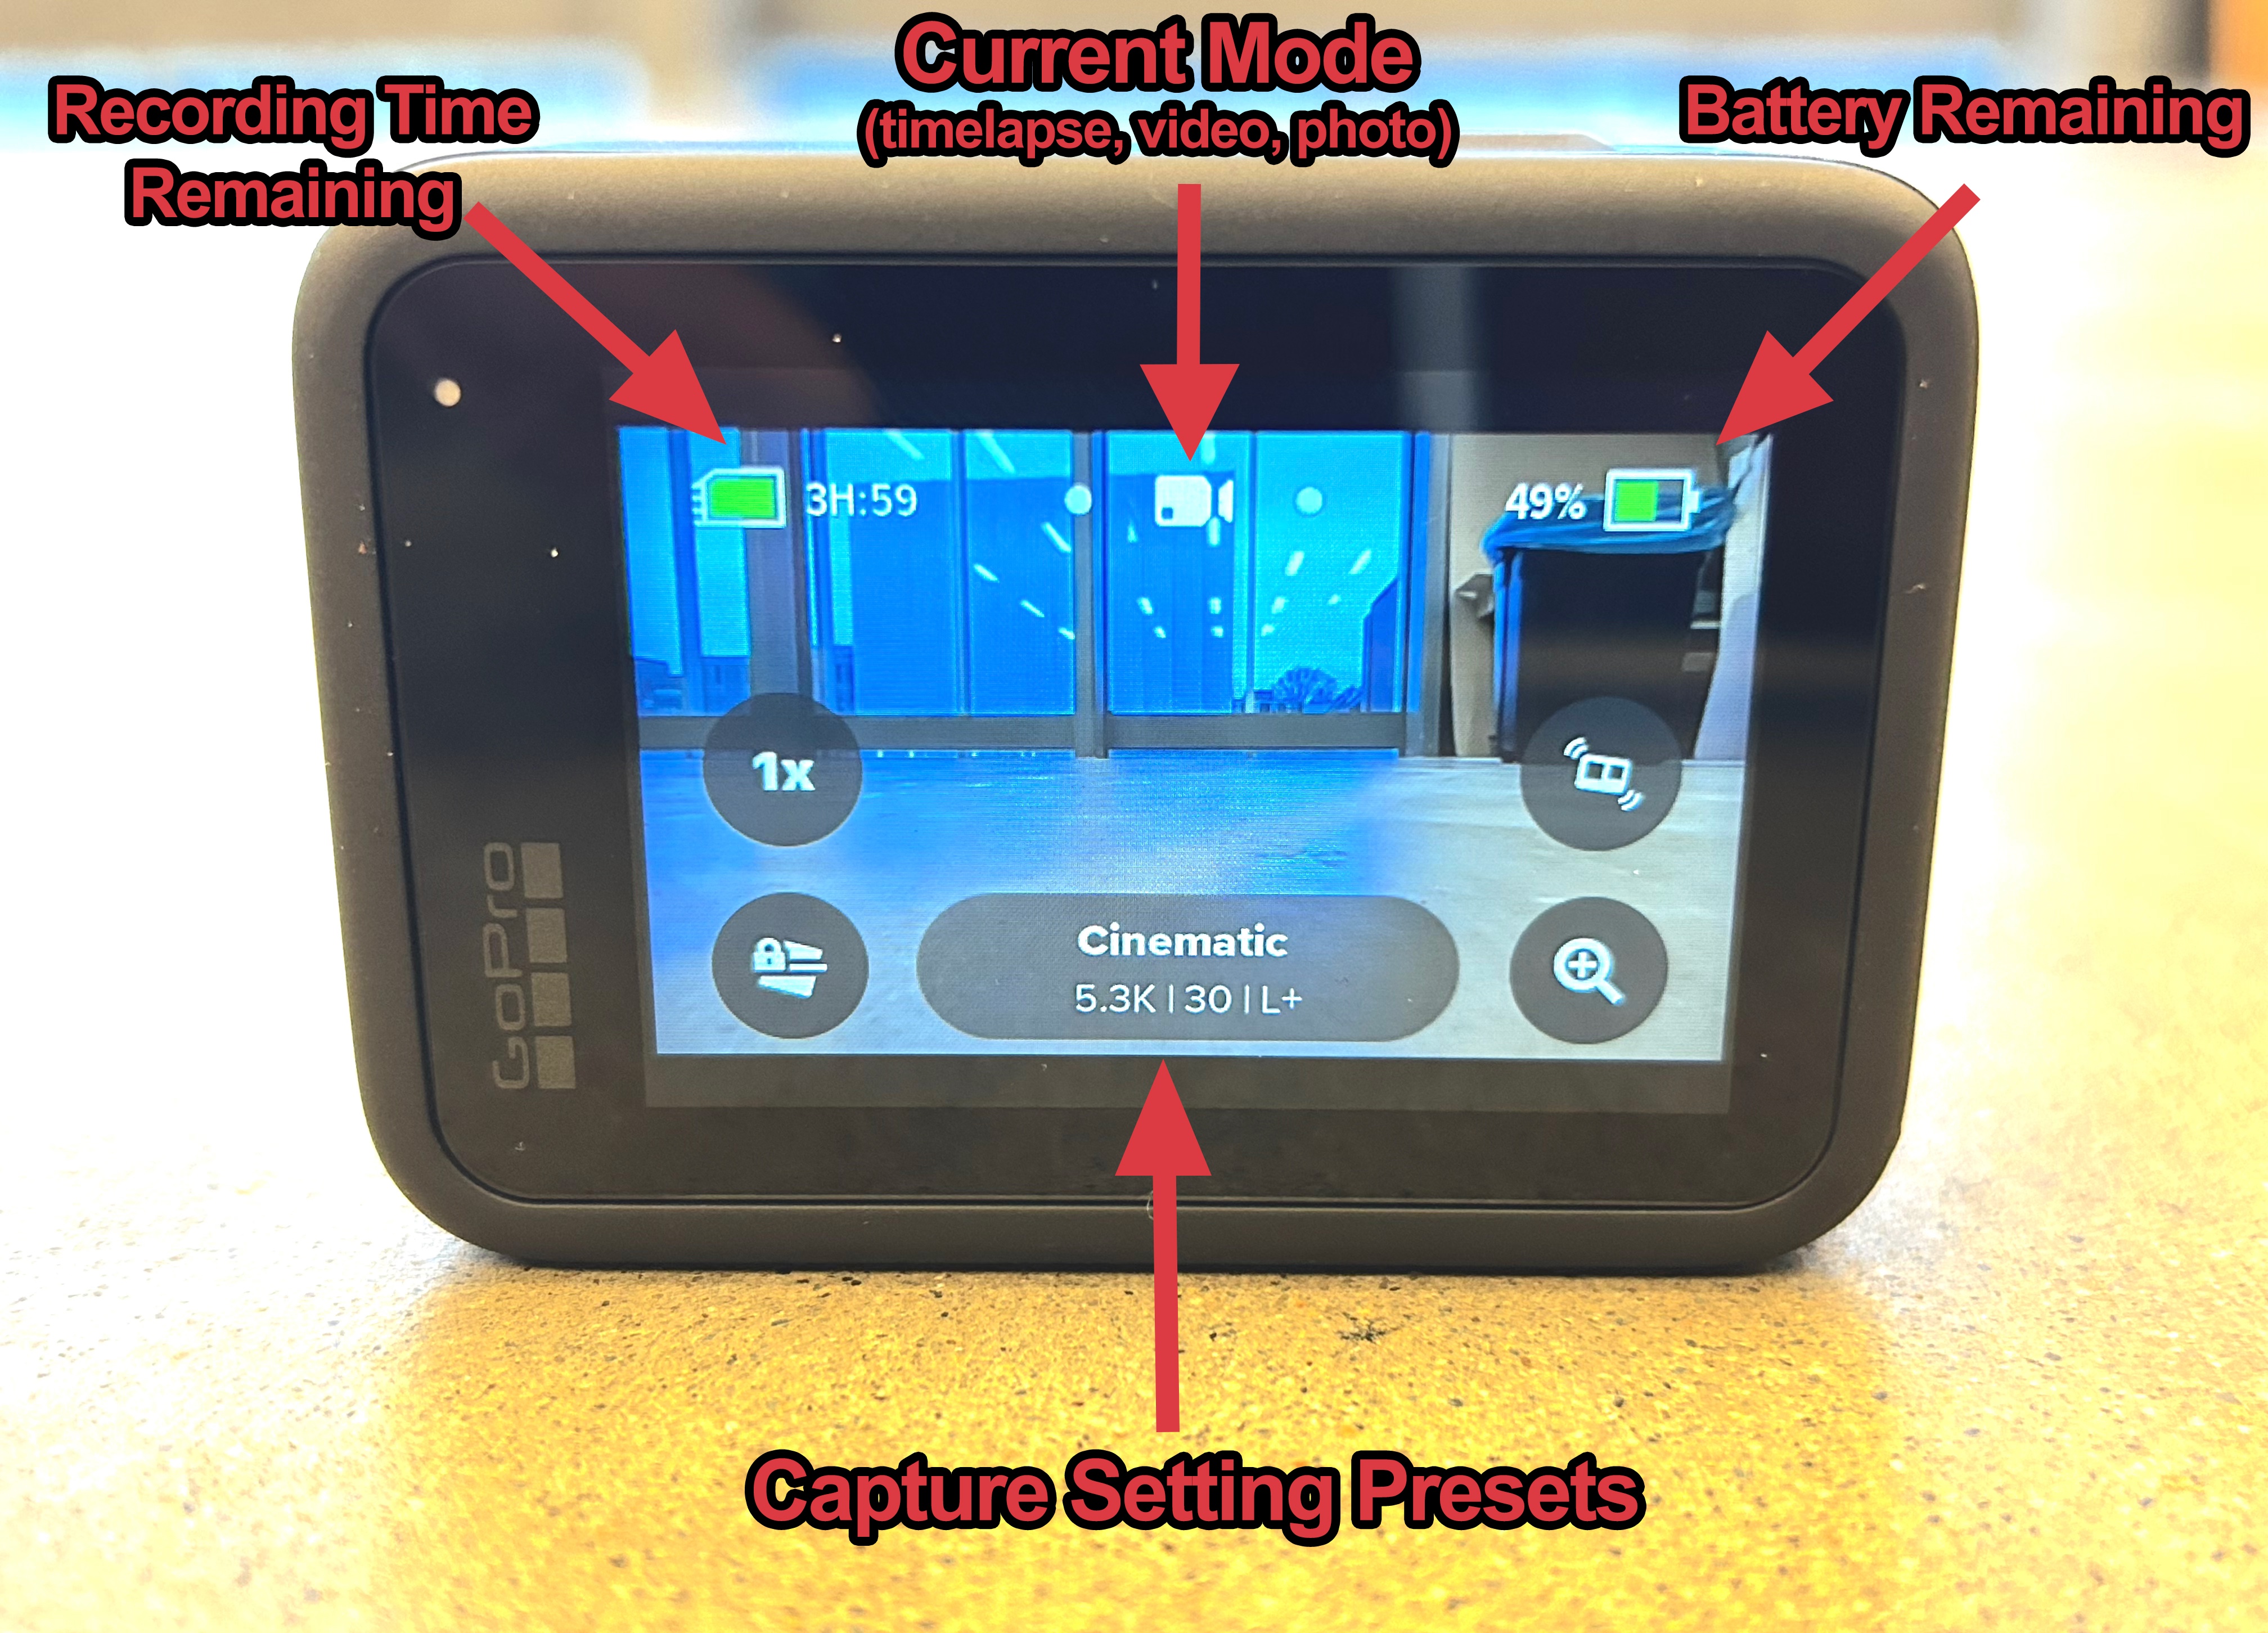 Current Mode
(timelapse, video, photo)
Recording Time
Remaining
Battery Remaining
3H:59
49%
1x
Cinematic
5.3K | 30 | L+
GoPro
Capture Setting Presets